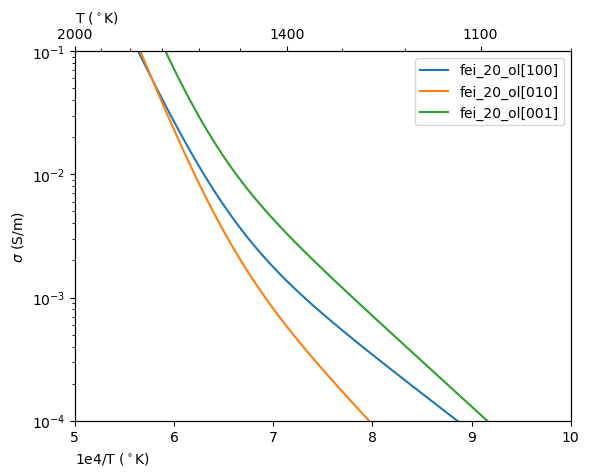 T (°K)
2000 1400 1100
10⁻¹
10⁻²
10⁻³
10⁻⁴
σ (S/m)
fei_20_ol[100]
fei_20_ol[010]
fei_20_ol[001]
5 6 7 8 9 10
1e4/T (°K)